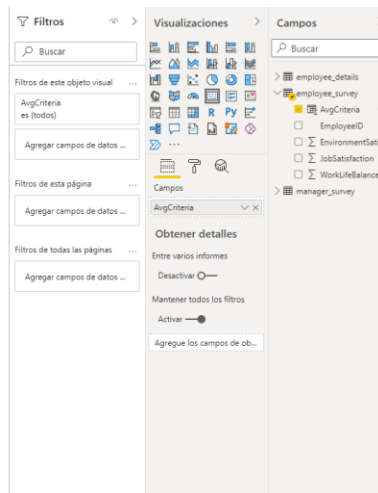 Filtros
Buscar
Filtros de este objeto visual ...
AvgCriteria
es (todos)
Agregar campos de datos ...
Filtros de esta página ...
Agregar campos de datos ...
Filtros de todas las páginas ...
Agregar campos de datos ...
Visualizaciones
R Py
...
Campos
AvgCriteria
Obtener detalles
Entre varios informes
Desactivar
Mantener todos los filtros
Activar
Agregue los campos de ob...
Campos
Buscar
employee_details
employee_survey
AvgCriteria
EmployeeID
EnvironmentSati
JobSatisfaction
WorkLifeBalance
manager_survey